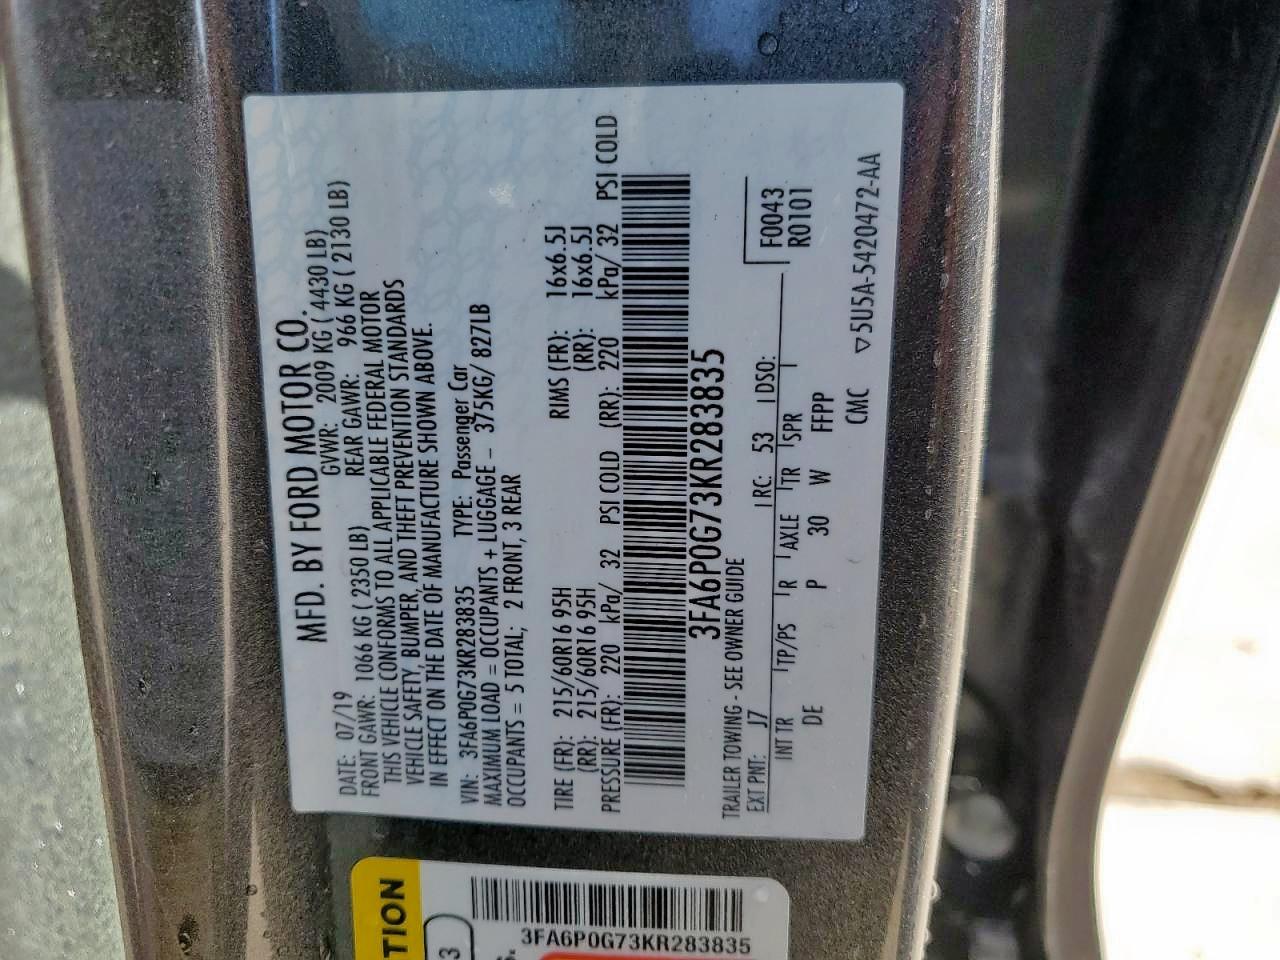 MFD. BY FORD MOTOR CO.
DATE: 07/19 GVWR: 2009 KG ( 4430 LB)
FRONT GAWR: 1066 KG ( 2350 LB) REAR GAWR: 966 KG ( 2130 LB)
THIS VEHICLE CONFORMS TO ALL APPLICABLE FEDERAL MOTOR
VEHICLE SAFETY, BUMPER, AND THEFT PREVENTION STANDARDS
IN EFFECT ON THE DATE OF MANUFACTURE SHOWN ABOVE.
VIN: 3FA6P0G73KR283835 TYPE: Passenger Car
MAXIMUM LOAD = OCCUPANTS + LUGGAGE - 375KG/ 827LB
OCCUPANTS = 5 TOTAL; 2 FRONT, 3 REAR
TIRE (FR): 215/60R16 95H RIMS (FR): 16x6.5J
(RR): 215/60R16 95H (RR): 16x6.5J
PRESSURE (FR): 220 kPa/ 32 PSI COLD (RR): 220 kPa/ 32 PSI COLD
3FA6P0G73KR283835
TRAILER TOWING - SEE OWNER GUIDE
F0043
R0101
EXT PNT: J7 RC: 53 DSO:
INT TR TP/PS R AXLE TR SPR
DE P 30 W FFPP
CMC ▽5U5A-5420472-AA
TION
3
3FA6P0G73KR283835